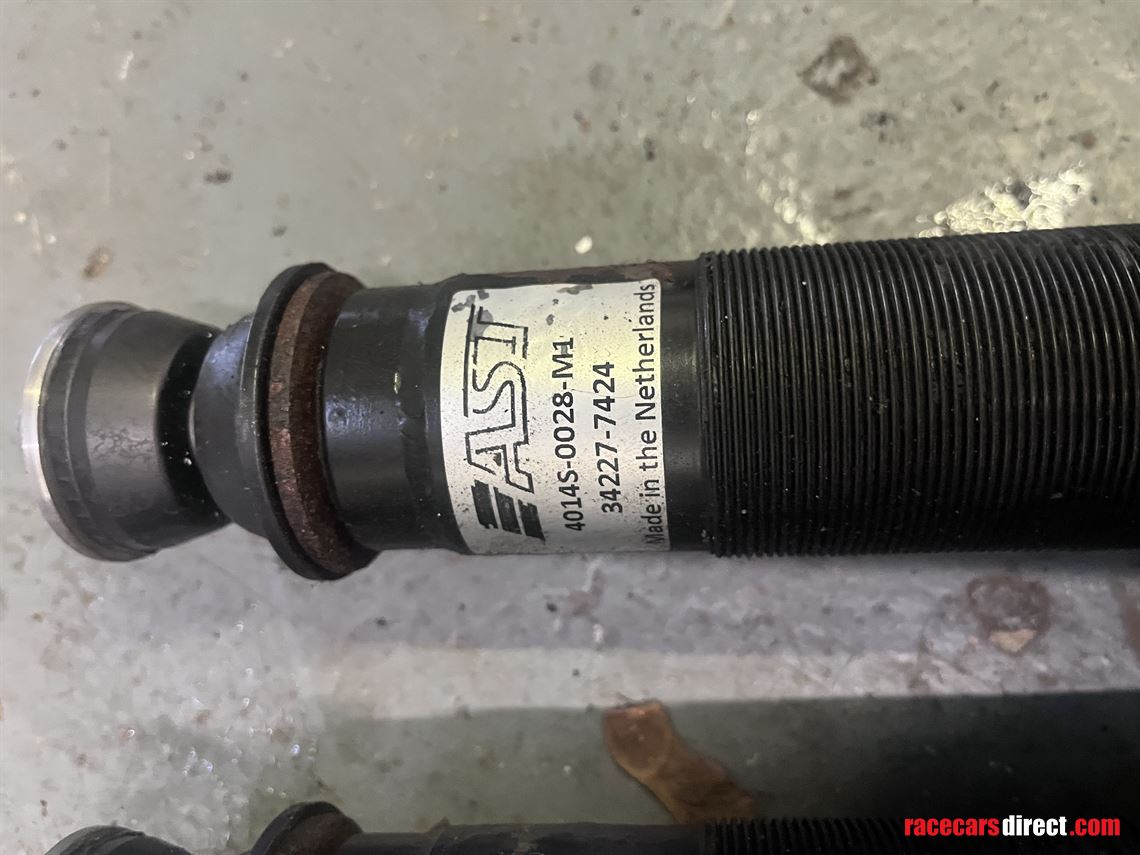 AST
4014S-0028-M1
34227-7424
Made in the Netherlands
racecarsdirect.com